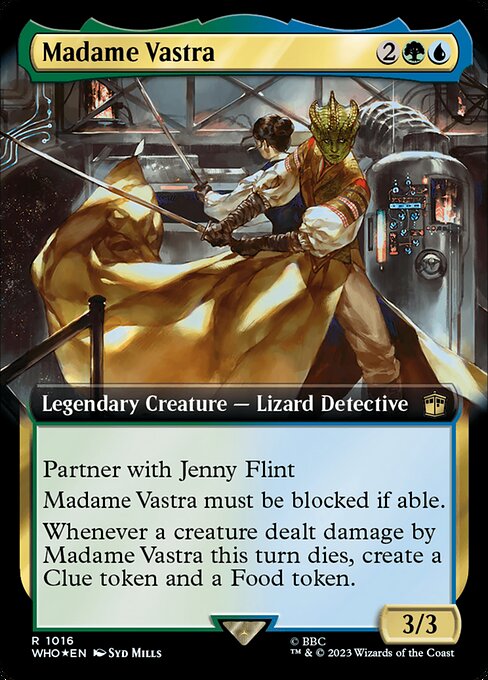 Madame Vastra 2
Legendary Creature — Lizard Detective
Partner with Jenny Flint
Madame Vastra must be blocked if able.
Whenever a creature dealt damage by
Madame Vastra this turn dies, create a
Clue token and a Food token.
3/3
R 1016
WHO★EN Syd Mills
© BBC
™ & © 2023 Wizards of the Coast